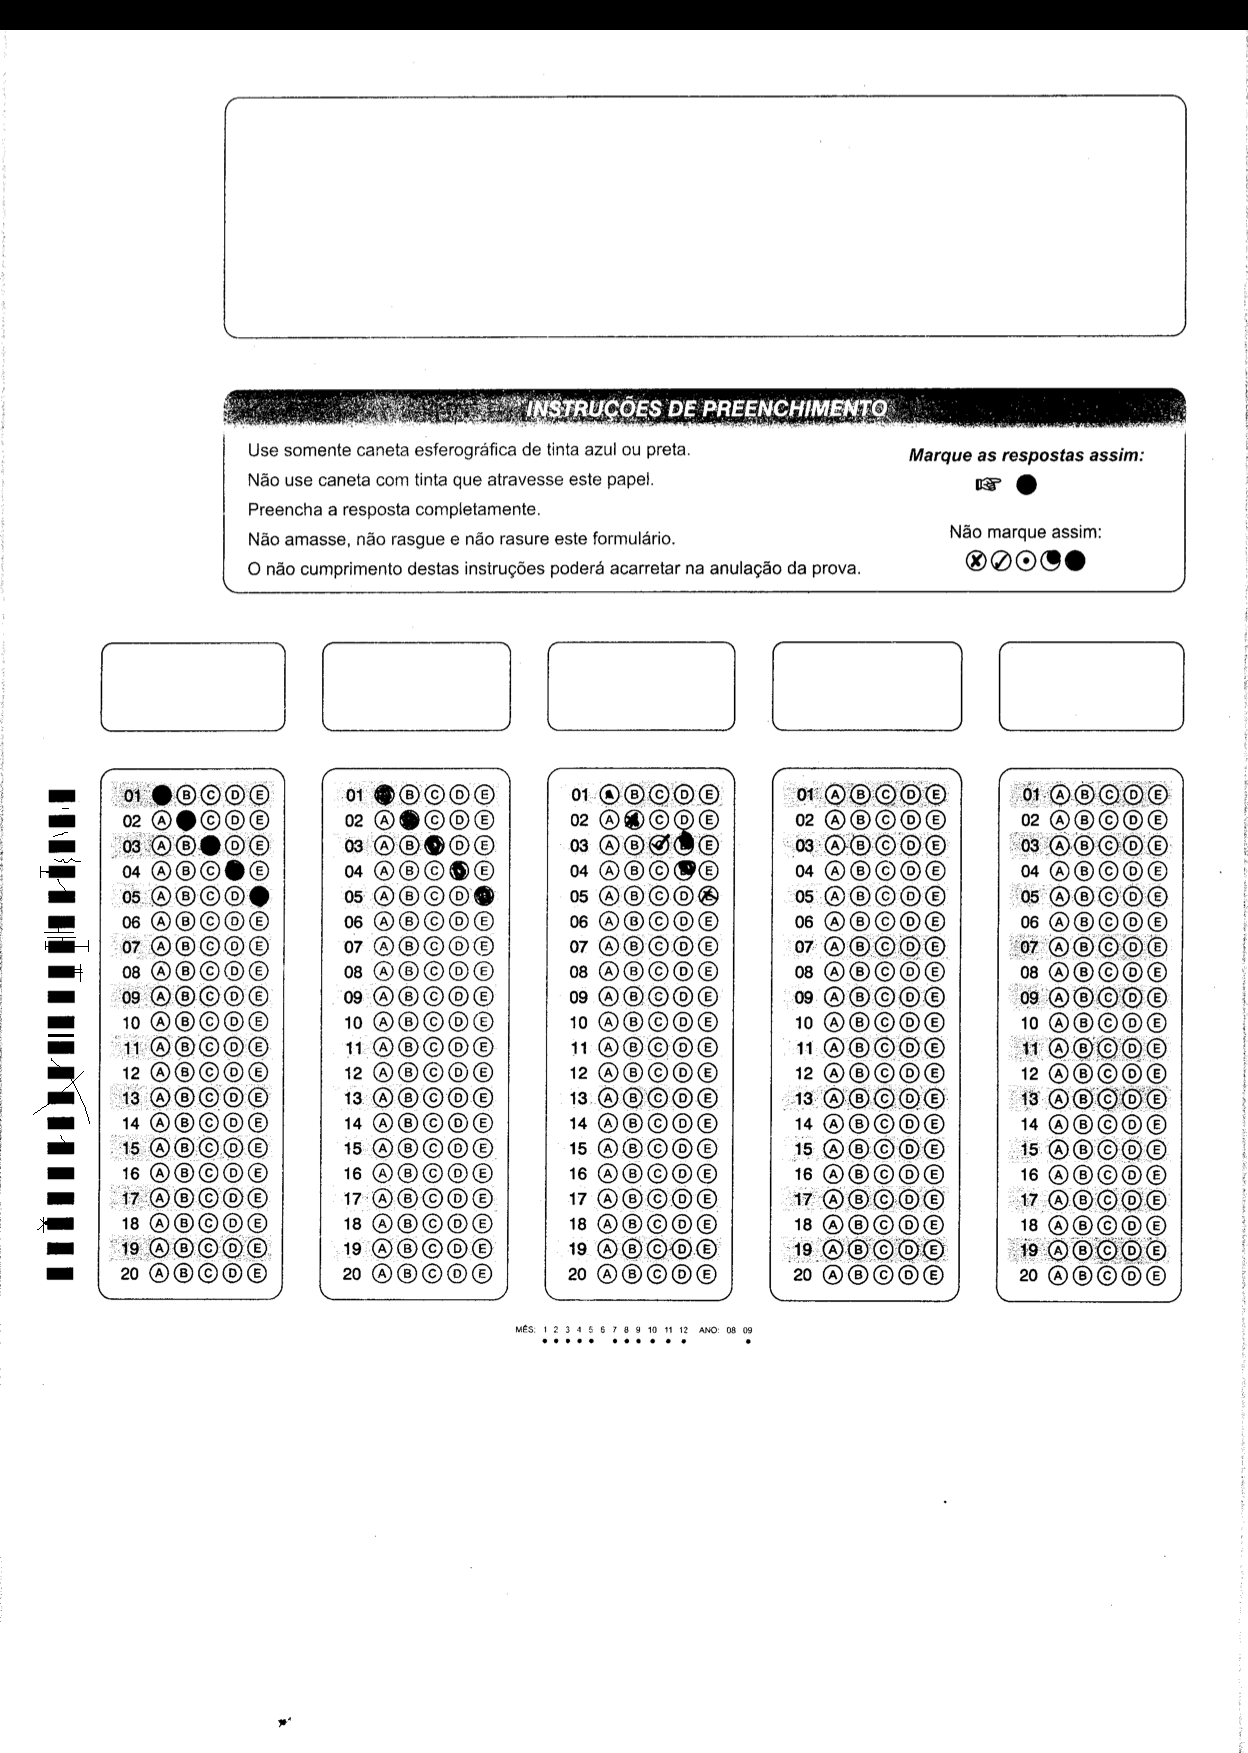 INSTRUÇÕES DE PREENCHIMENTO
Use somente caneta esferográfica de tinta azul ou preta.
Não use caneta com tinta que atravesse este papel.
Preencha a resposta completamente.
Não amasse, não rasgue e não rasure este formulário.
O não cumprimento destas instruções poderá acarretar na anulação da prova.
Marque as respostas assim:
Não marque assim:
01 B C D E 01 B C D E 01 B C D E 01 A B C D E 01 A B C D E
02 A C D E 02 A C D E 02 A C D E 02 A B C D E 02 A B C D E
03 A B D E 03 A B D E 03 A B E 03 A B C D E 03 A B C D E
04 A B C E 04 A B C E 04 A B C E 04 A B C D E 04 A B C D E
05 A B C D 05 A B C D 05 A B C D 05 A B C D E 05 A B C D E
06 A B C D E 06 A B C D E 06 A B C D E 06 A B C D E 06 A B C D E
07 A B C D E 07 A B C D E 07 A B C D E 07 A B C D E 07 A B C D E
08 A B C D E 08 A B C D E 08 A B C D E 08 A B C D E 08 A B C D E
09 A B C D E 09 A B C D E 09 A B C D E 09 A B C D E 09 A B C D E
10 A B C D E 10 A B C D E 10 A B C D E 10 A B C D E 10 A B C D E
11 A B C D E 11 A B C D E 11 A B C D E 11 A B C D E 11 A B C D E
12 A B C D E 12 A B C D E 12 A B C D E 12 A B C D E 12 A B C D E
13 A B C D E 13 A B C D E 13 A B C D E 13 A B C D E 13 A B C D E
14 A B C D E 14 A B C D E 14 A B C D E 14 A B C D E 14 A B C D E
15 A B C D E 15 A B C D E 15 A B C D E 15 A B C D E 15 A B C D E
16 A B C D E 16 A B C D E 16 A B C D E 16 A B C D E 16 A B C D E
17 A B C D E 17 A B C D E 17 A B C D E 17 A B C D E 17 A B C D E
18 A B C D E 18 A B C D E 18 A B C D E 18 A B C D E 18 A B C D E
19 A B C D E 19 A B C D E 19 A B C D E 19 A B C D E 19 A B C D E
20 A B C D E 20 A B C D E 20 A B C D E 20 A B C D E 20 A B C D E
MÊS: 1 2 3 4 5 6 7 8 9 10 11 12 ANO: 08 09